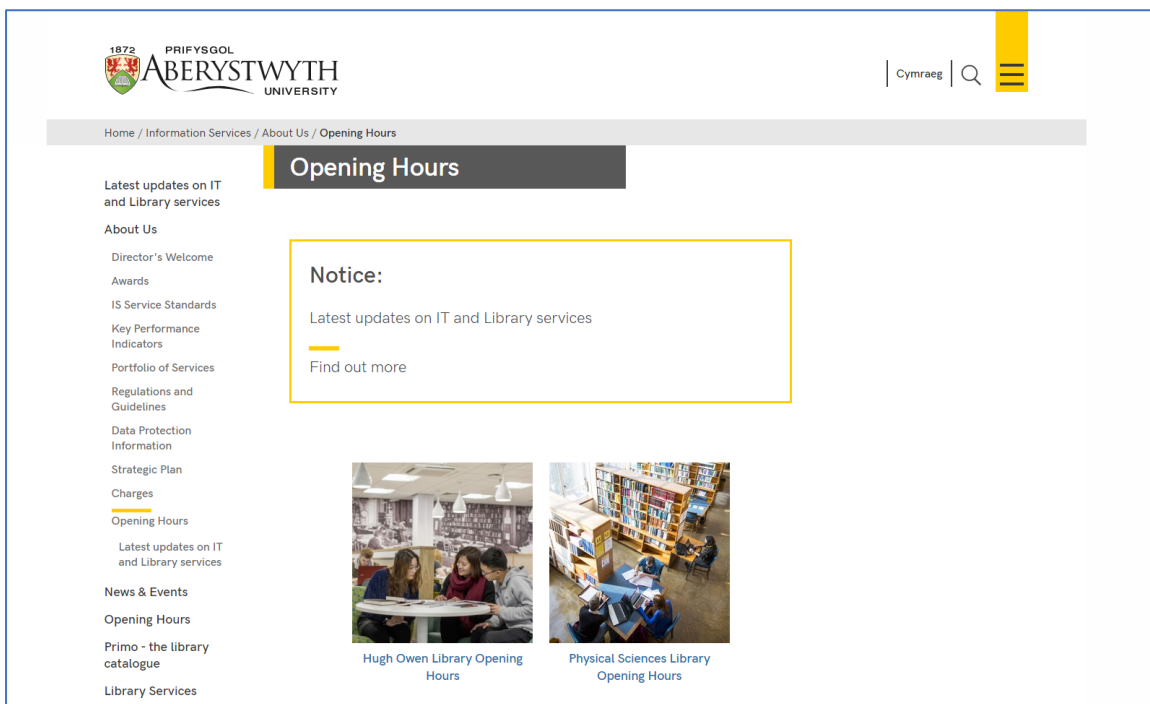 1872 PRIFYSGOL
ABERYSTWYTH
UNIVERSITY
Cymraeg
Home / Information Services / About Us / Opening Hours
Opening Hours
Latest updates on IT
and Library services
About Us
Director's Welcome
Awards
IS Service Standards
Key Performance
Indicators
Portfolio of Services
Regulations and
Guidelines
Data Protection
Information
Strategic Plan
Charges
Opening Hours
Latest updates on IT
and Library services
News & Events
Opening Hours
Primo - the library
catalogue
Library Services
Notice:
Latest updates on IT and Library services
Find out more
Hugh Owen Library Opening
Hours
Physical Sciences Library
Opening Hours